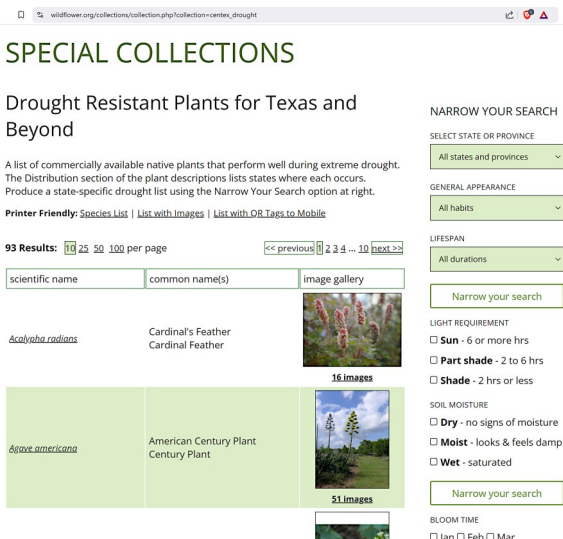 wildflower.org/collections/collection.php?collection=centex_drought
SPECIAL COLLECTIONS
Drought Resistant Plants for Texas and
Beyond
A list of commercially available native plants that perform well during extreme drought.
The Distribution section of the plant descriptions lists states where each occurs.
Produce a state-specific drought list using the Narrow Your Search option at right.
Printer Friendly: Species List | List with Images | List with QR Tags to Mobile
93 Results: 10 25 50 100 per page
<< previous 1 2 3 4 ... 10 next >>
scientific name common name(s) image gallery
Acalypha radians
Cardinal's Feather
Cardinal Feather
16 images
Agave americana
American Century Plant
Century Plant
51 images
NARROW YOUR SEARCH
SELECT STATE OR PROVINCE
All states and provinces
GENERAL APPEARANCE
All habits
LIFESPAN
All durations
Narrow your search
LIGHT REQUIREMENT
Sun - 6 or more hrs
Part shade - 2 to 6 hrs
Shade - 2 hrs or less
SOIL MOISTURE
Dry - no signs of moisture
Moist - looks & feels damp
Wet - saturated
Narrow your search
BLOOM TIME
Jan Feb Mar